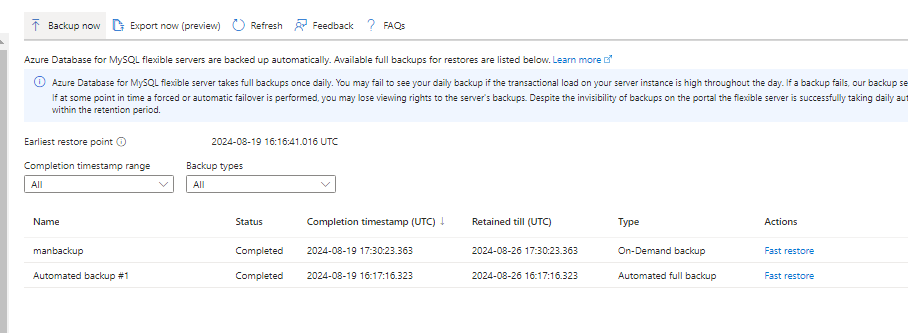 Backup now Export now (preview) Refresh Feedback FAQs
Azure Database for MySQL flexible servers are backed up automatically. Available full backups for restores are listed below. Learn more
Azure Database for MySQL flexible server takes full backups once daily. You may fail to see your daily backup if the transactional load on your server instance is high throughout the day. If a backup fails, our backup se
If at some point in time a forced or automatic failover is performed, you may lose viewing rights to the server's backups. Despite the invisibility of backups on the portal the flexible server is successfully taking daily aut
within the retention period.
Earliest restore point 2024-08-19 16:16:41.016 UTC
Completion timestamp range Backup types
All All
Name Status Completion timestamp (UTC) ↓ Retained till (UTC) Type Actions
manbackup Completed 2024-08-19 17:30:23.363 2024-08-26 17:30:23.363 On-Demand backup Fast restore
Automated backup #1 Completed 2024-08-19 16:17:16.323 2024-08-26 16:17:16.323 Automated full backup Fast restore